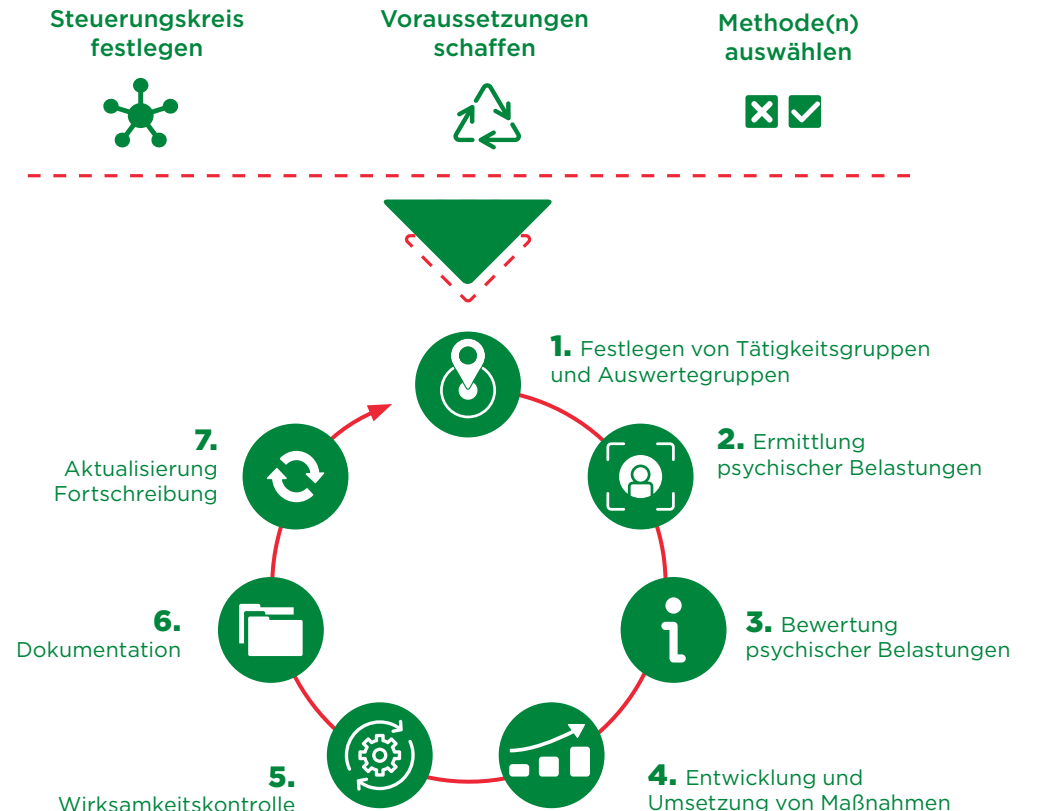 Steuerungskreis
festlegen
Voraussetzungen
schaffen
Methode(n)
auswählen
1. Festlegen von Tätigkeitsgruppen
und Auswertegruppen
2. Ermittlung
psychischer Belastungen
3. Bewertung
psychischer Belastungen
4. Entwicklung und
Umsetzung von Maßnahmen
5.
Wirksamkeitskontrolle
6.
Dokumentation
7.
Aktualisierung
Fortschreibung